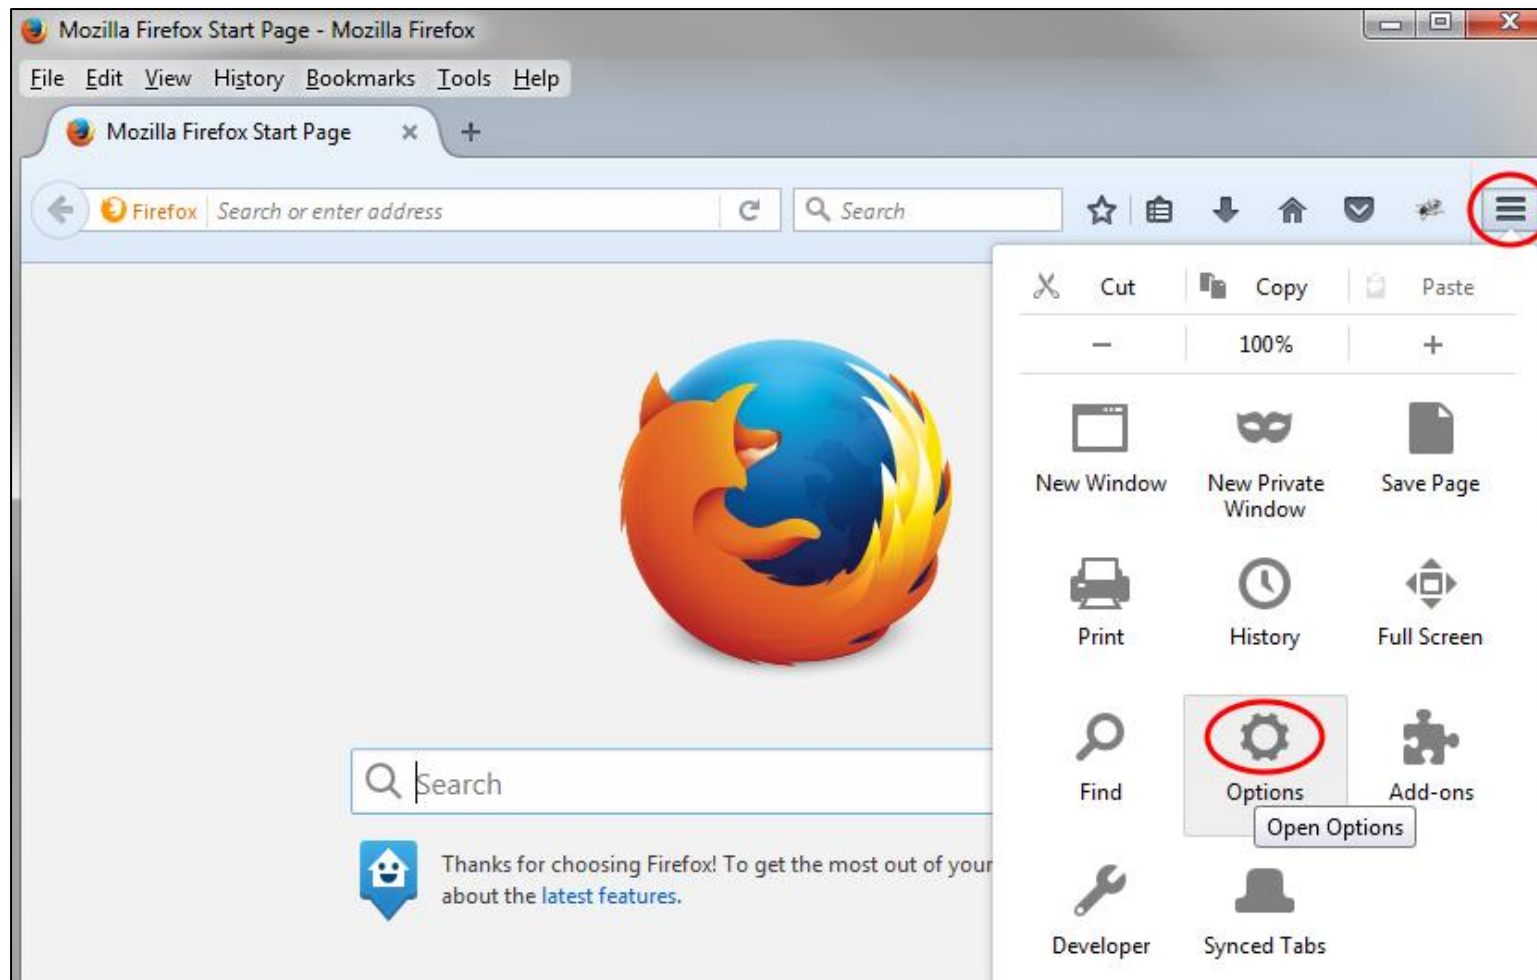 Mozilla Firefox Start Page - Mozilla Firefox
File Edit View History Bookmarks Tools Help
Mozilla Firefox Start Page
Firefox Search or enter address Search
Cut Copy Paste
− 100% +
New Window New Private Window Save Page
Print History Full Screen
Find Options Add-ons
Open Options
Search
Thanks for choosing Firefox! To get the most out of your
about the latest features.
Developer Synced Tabs